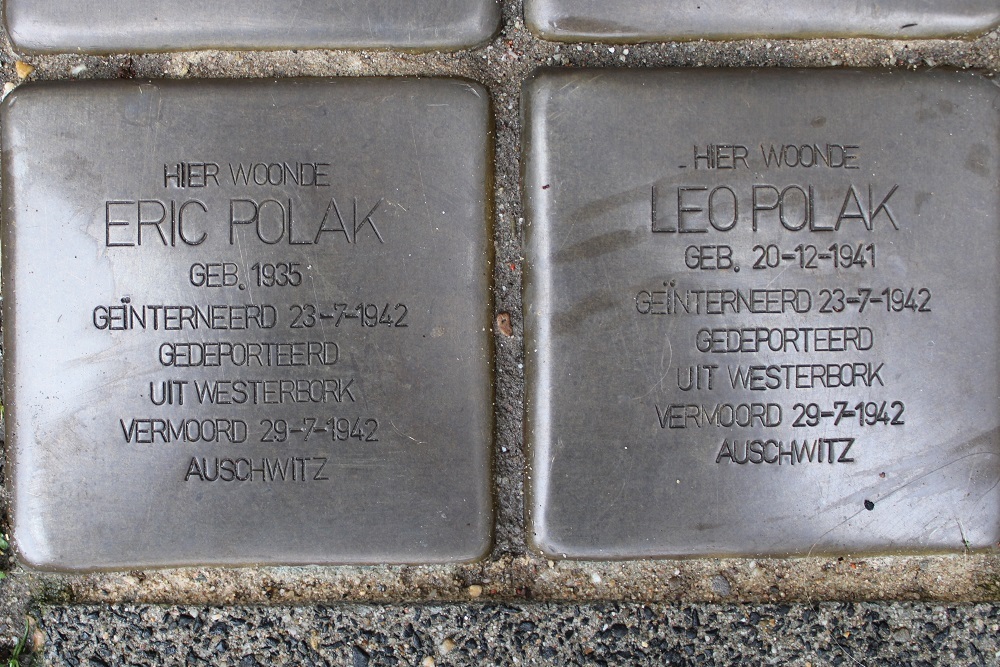 HIER WOONDE
ERIC POLAK
GEB. 1935
GEÏNTERNEERD 23-7-1942
GEDEPORTEERD
UIT WESTERBORK
VERMOORD 29-7-1942
AUSCHWITZ
HIER WOONDE
LEO POLAK
GEB. 20-12-1941
GEÏNTERNEERD 23-7-1942
GEDEPORTEERD
UIT WESTERBORK
VERMOORD 29-7-1942
AUSCHWITZ